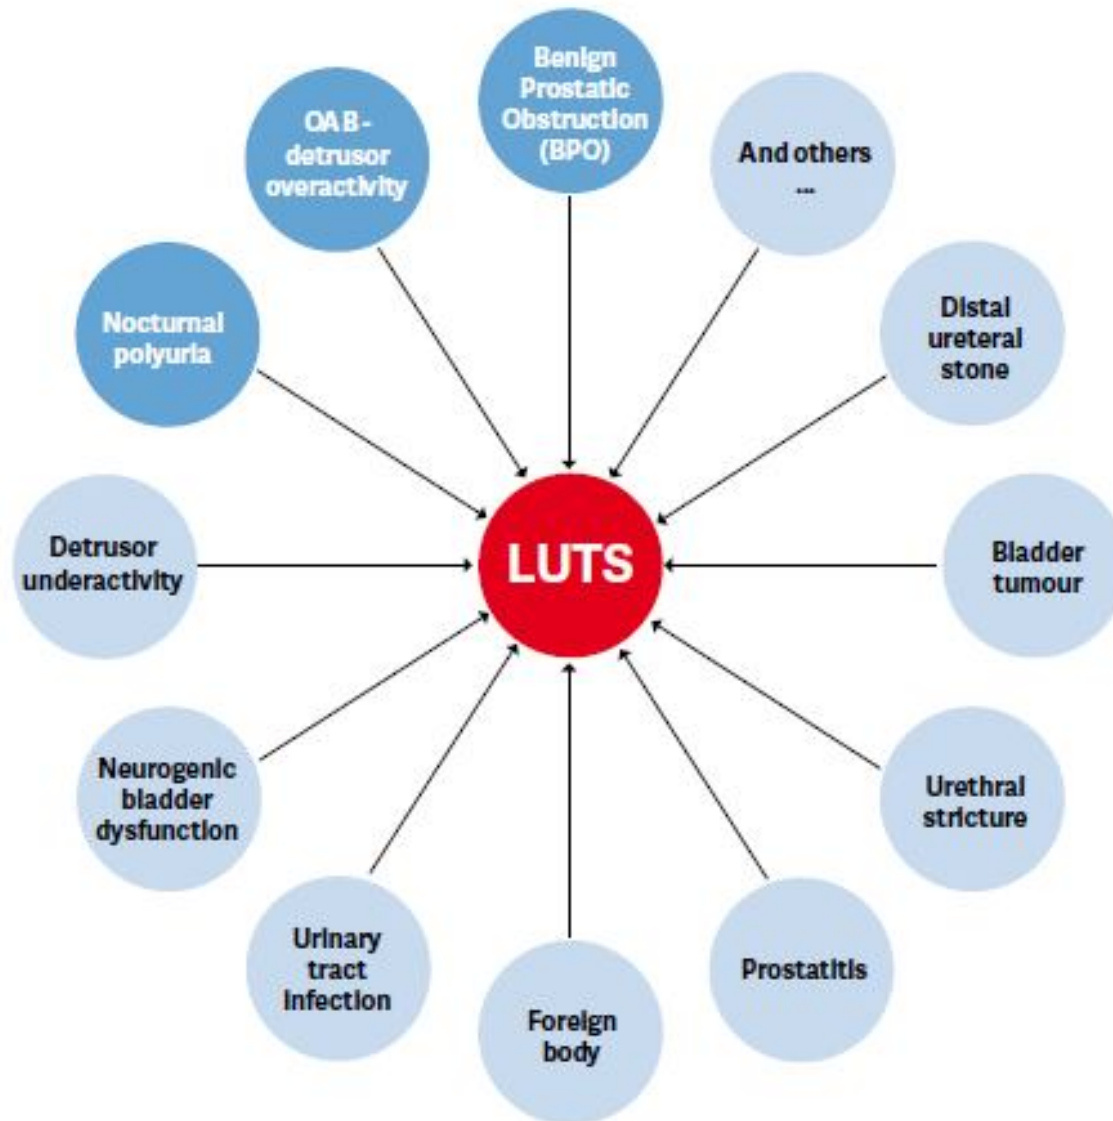 Benign
Prostatic
Obstruction
(BPO)
And others
...
Distal
ureteral
stone
Bladder
tumour
Urethral
stricture
Prostatitis
Foreign
body
Urinary
tract
infection
Neurogenic
bladder
dysfunction
Detrusor
underactivity
Nocturnal
polyuria
OAB-
detrusor
overactivity
LUTS